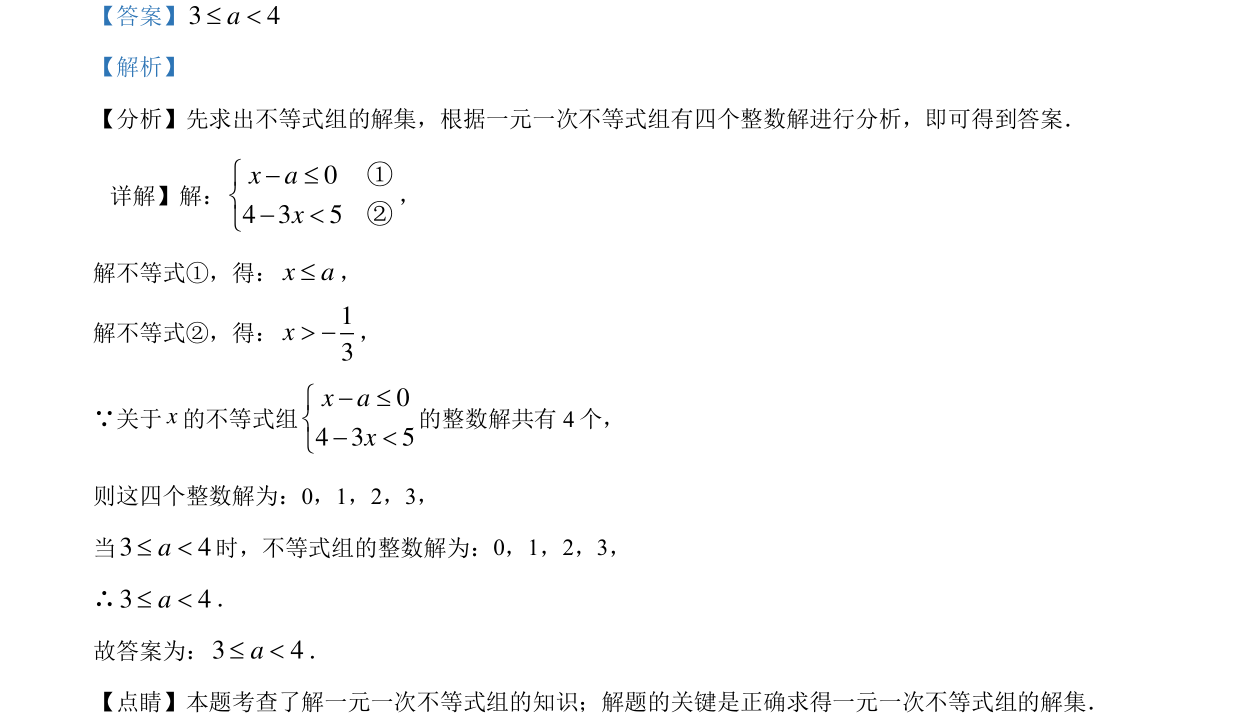 【答案】3≤a<4
【解析】
【分析】先求出不等式组的解集，根据一元一次不等式组有四个整数解进行分析，即可得到答案．
详解】解：{x−a≤0 ① 4−3x<5 ②，
解不等式①，得：x≤a，
解不等式②，得：x>−1/3，
∵关于x的不等式组{x−a≤0 4−3x<5的整数解共有 4 个，
则这四个整数解为：0，1，2，3，
当3≤a<4时，不等式组的整数解为：0，1，2，3，
∴3≤a<4．
故答案为：3≤a<4．
【点睛】本题考查了解一元一次不等式组的知识；解题的关键是正确求得一元一次不等式组的解集．